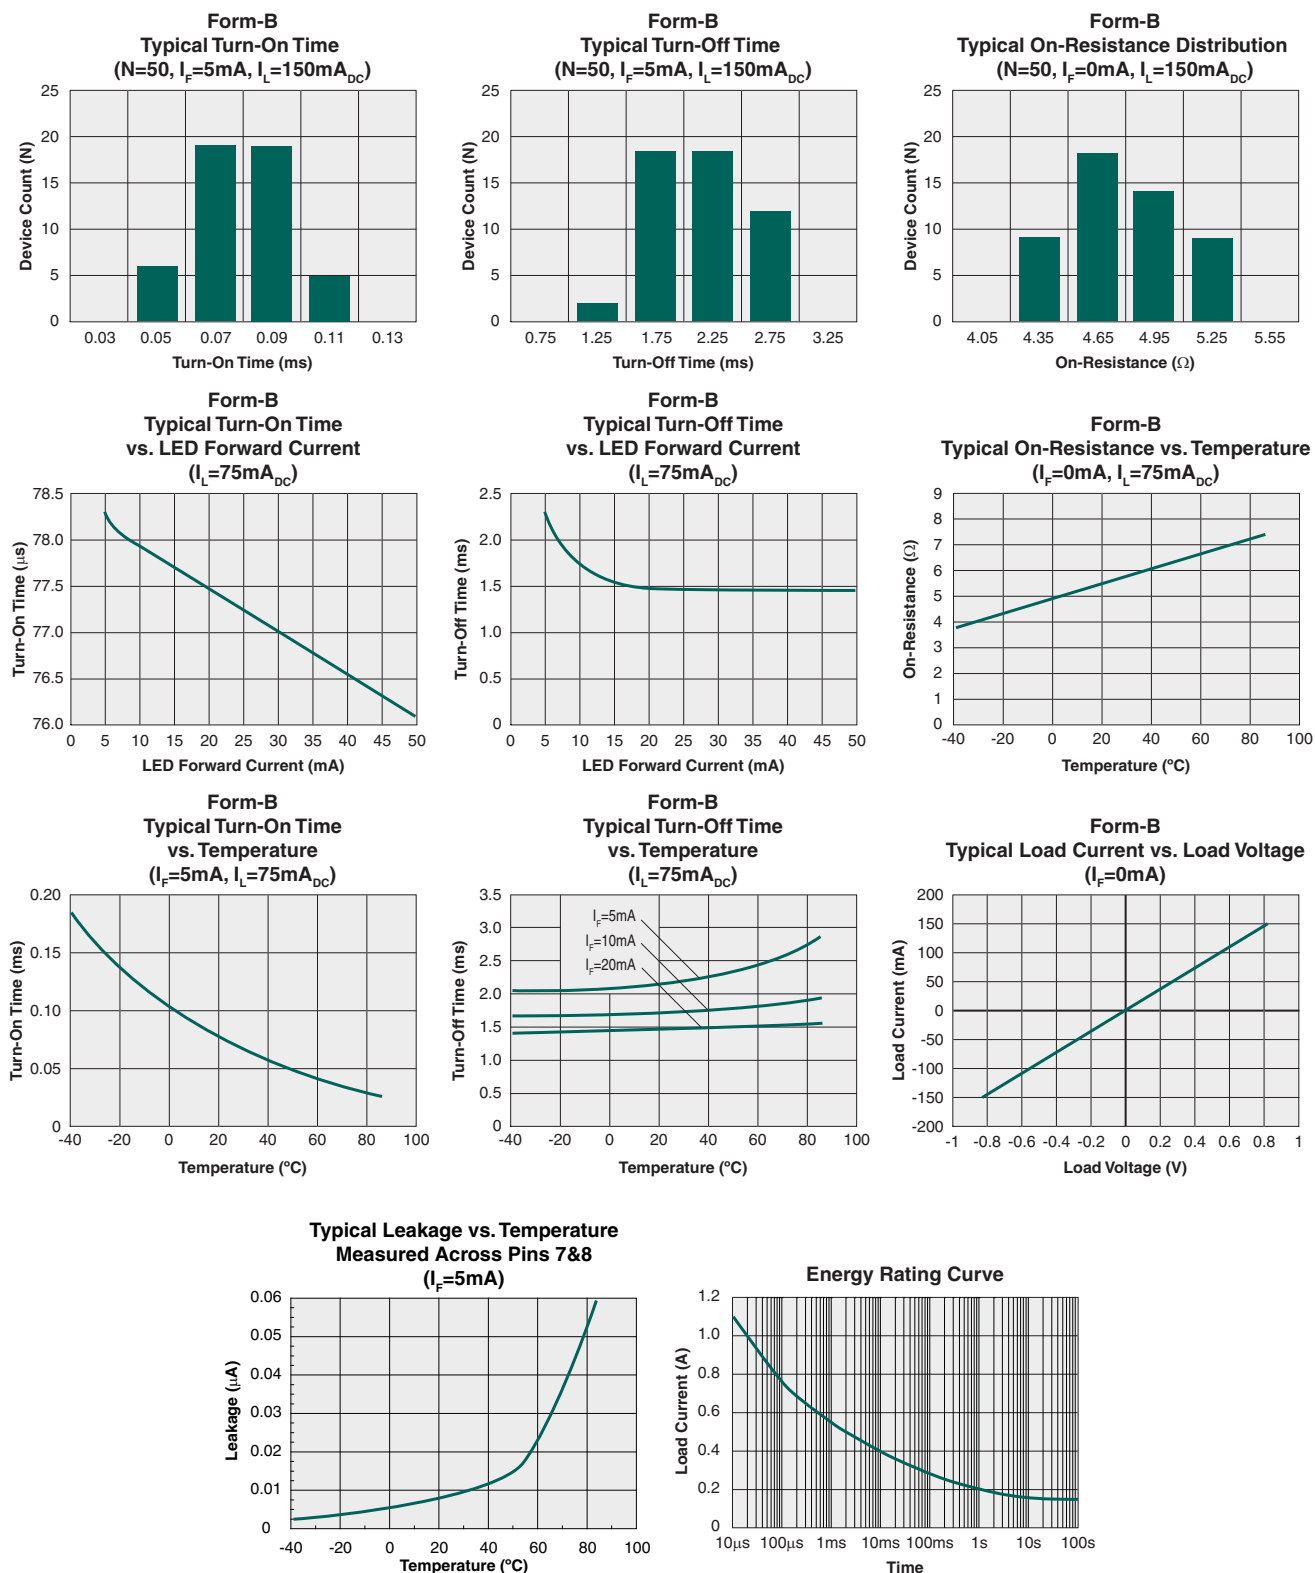 Form-B
Typical Turn-On Time
(N=50, IF=5mA, IL=150mADC)
25
20
15
10
5
0
Device Count (N)
0.03 0.05 0.07 0.09 0.11 0.13
Turn-On Time (ms)
Form-B
Typical Turn-Off Time
(N=50, IF=5mA, IL=150mADC)
25
20
15
10
5
0
Device Count (N)
0.75 1.25 1.75 2.25 2.75 3.25
Turn-Off Time (ms)
Form-B
Typical On-Resistance Distribution
(N=50, IF=0mA, IL=150mADC)
25
20
15
10
5
0
Device Count (N)
4.05 4.35 4.65 4.95 5.25 5.55
On-Resistance (Ω)
Form-B
Typical Turn-On Time
vs. LED Forward Current
(IL=75mADC)
78.5
78.0
77.5
77.0
76.5
76.0
Turn-On Time (μs)
0 5 10 15 20 25 30 35 40 45 50
LED Forward Current (mA)
Form-B
Typical Turn-Off Time
vs. LED Forward Current
(IL=75mADC)
2.5
2.0
1.5
1.0
0.5
0
Turn-Off Time (ms)
0 5 10 15 20 25 30 35 40 45 50
LED Forward Current (mA)
Form-B
Typical On-Resistance vs. Temperature
(IF=0mA, IL=75mADC)
9
8
7
6
5
4
3
2
1
0
On-Resistance (Ω)
-40 -20 0 20 40 60 80 100
Temperature (ºC)
Form-B
Typical Turn-On Time
vs. Temperature
(IF=5mA, IL=75mADC)
0.20
0.15
0.10
0.05
0
Turn-On Time (ms)
-40 -20 0 20 40 60 80 100
Temperature (ºC)
Form-B
Typical Turn-Off Time
vs. Temperature
(IL=75mADC)
3.5
3.0
2.5
2.0
1.5
1.0
0.5
0
Turn-Off Time (ms)
IF=5mA
IF=10mA
IF=20mA
-40 -20 0 20 40 60 80 100
Temperature (ºC)
Form-B
Typical Load Current vs. Load Voltage
(IF=0mA)
200
150
100
50
0
-50
-100
-150
-200
Load Current (mA)
-1 -0.8 -0.6 -0.4 -0.2 0 0.2 0.4 0.6 0.8 1
Load Voltage (V)
Typical Leakage vs. Temperature
Measured Across Pins 7&8
(IF=5mA)
0.06
0.05
0.04
0.03
0.02
0.01
0
Leakage (μA)
-40 -20 0 20 40 60 80 100
Temperature (ºC)
Energy Rating Curve
1.2
1.0
0.8
0.6
0.4
0.2
0
Load Current (A)
10μs 100μs 1ms 10ms 100ms 1s 10s 100s
Time